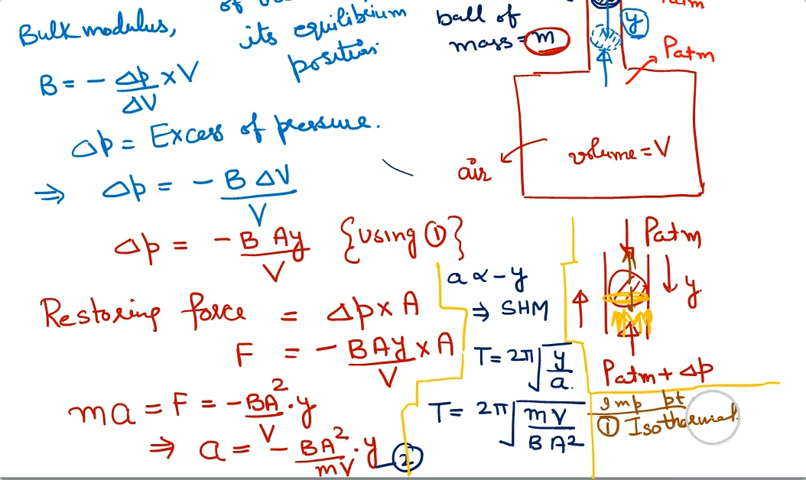 of
Bulk modulus,
its equilibrium
position
B = - Δp/ΔV × V
Δp = Excess of pressure.
⇒ Δp = - B ΔV / V
Δp = - B Ay / V {using ①}
Restoring force = Δp × A
F = - BAy/V × A
ma = F = - BA²/V · y
⇒ a = - BA²/mV · y ②
a ∝ - y
⇒ SHM
T = 2π √(y/a)
T = 2π √(mV/BA²)
ball of
mass = m
y
Patm
Patm
volume = V
air
Patm
y
Patm + Δp
Imp pt
① Isothermal